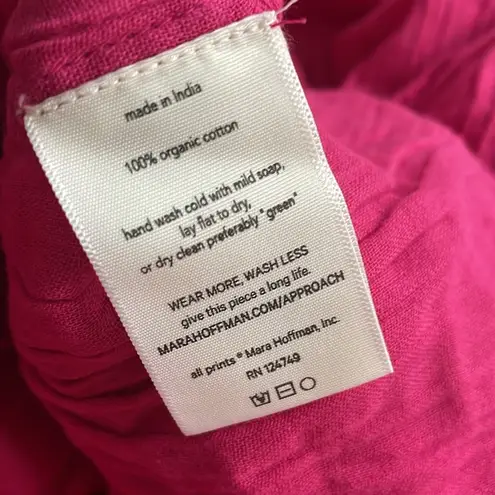 made in India
100% organic cotton
hand wash cold with mild soap,
lay flat to dry,
or dry clean preferably "green"
WEAR MORE, WASH LESS
give this piece a long life.
MARAHOFFMAN.COM/APPROACH
all prints ® Mara Hoffman, Inc.
RN 124749